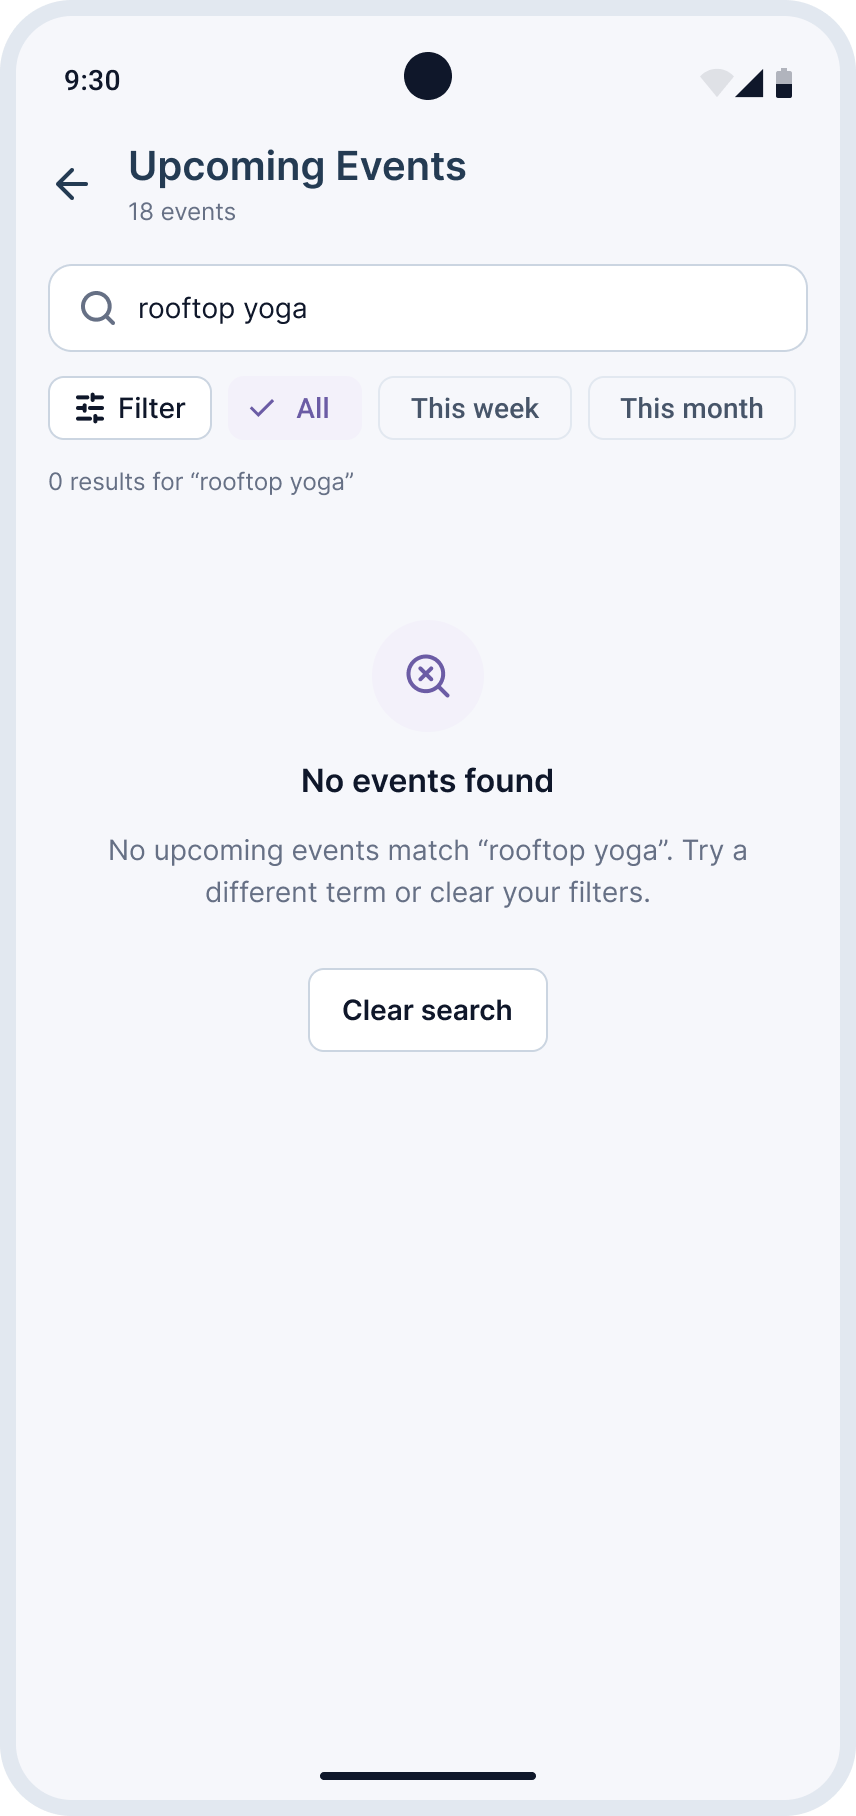 9:30
Upcoming Events
18 events
rooftop yoga
Filter
All
This week
This month
0 results for “rooftop yoga”
No events found
No upcoming events match “rooftop yoga”. Try a
different term or clear your filters.
Clear search